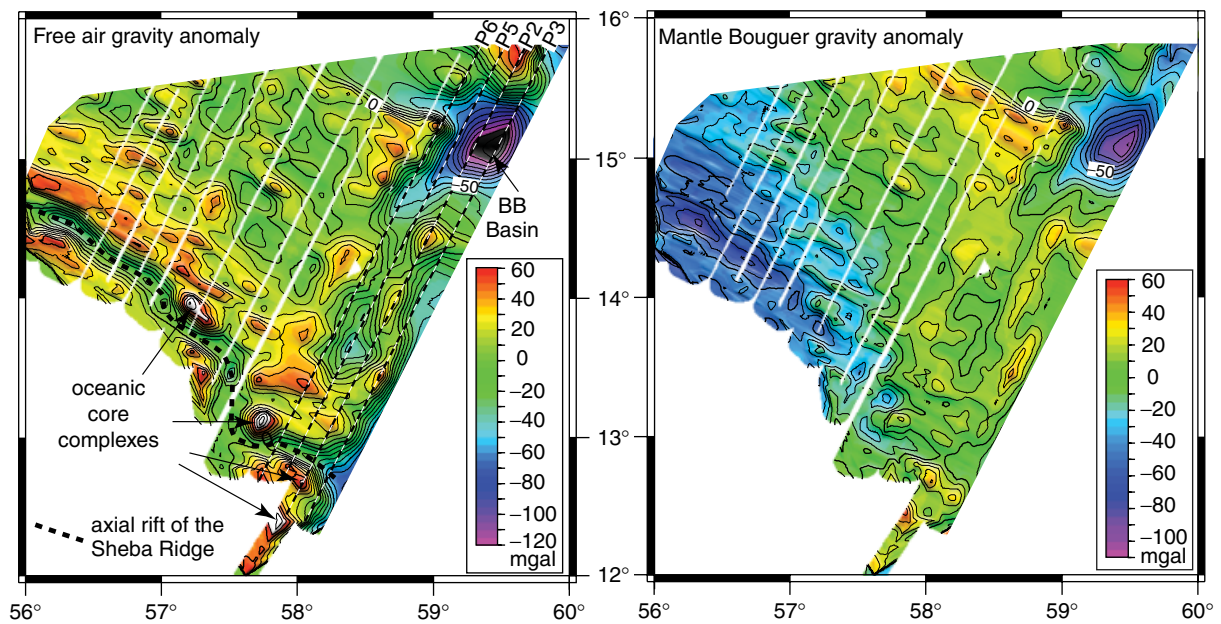 Free air gravity anomaly
P6
P5
P2
P3
0
−50
BB
Basin
oceanic
core
complexes
axial rift of the
Sheba Ridge
60
40
20
0
−20
−40
−60
−80
−100
−120
mgal
56°
57°
58°
59°
60°
16°
15°
14°
13°
12°
Mantle Bouguer gravity anomaly
0
−50
60
40
20
0
−20
−40
−60
−80
−100
mgal
56°
57°
58°
59°
60°